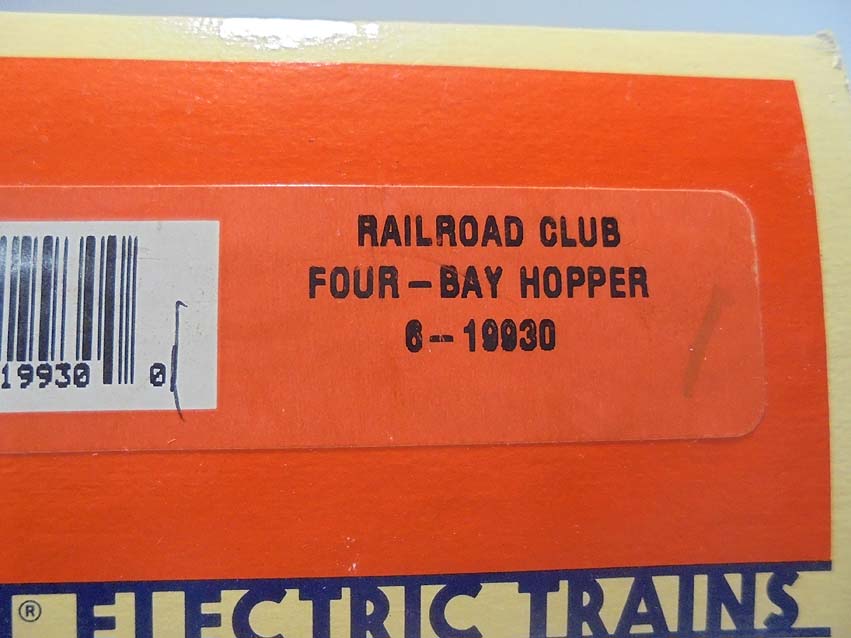 RAILROAD CLUB
FOUR-BAY HOPPER
6-19930
19930 0
® ELECTRIC TRAINS